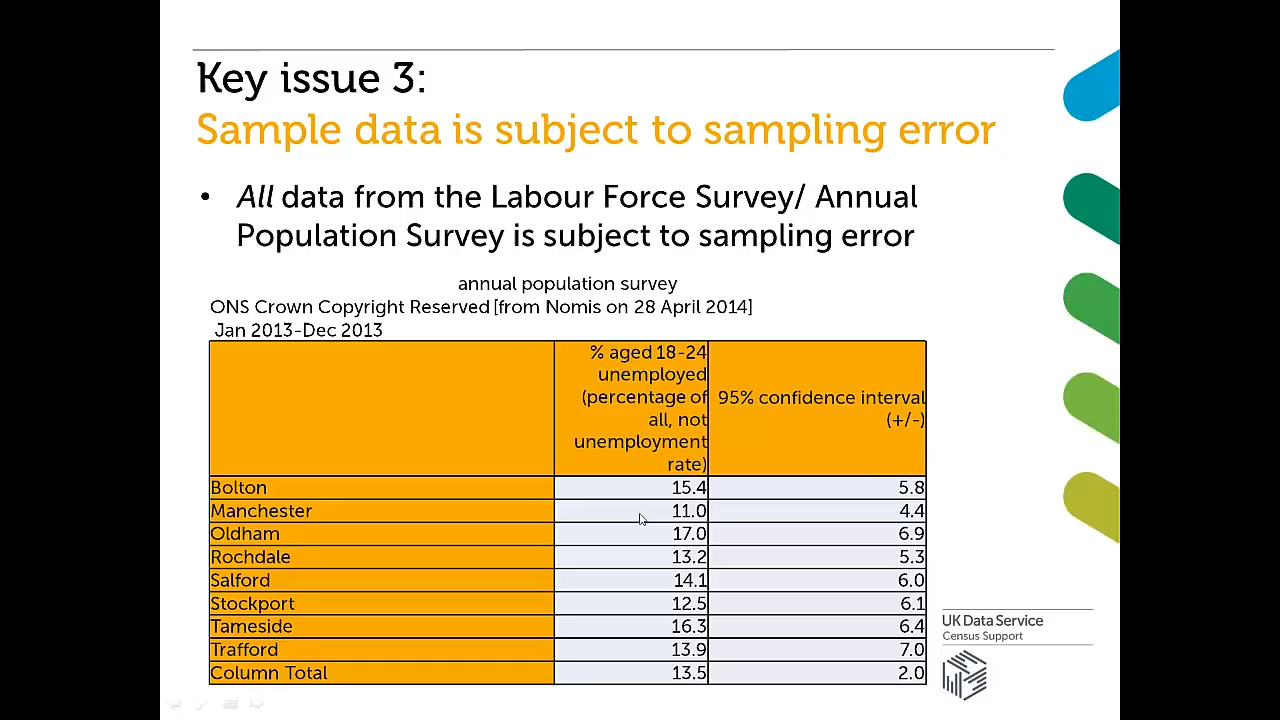 Key issue 3:
Sample data is subject to sampling error
• All data from the Labour Force Survey/ Annual
Population Survey is subject to sampling error
annual population survey
ONS Crown Copyright Reserved [from Nomis on 28 April 2014]
Jan 2013-Dec 2013
% aged 18-24
unemployed
(percentage of
all, not
unemployment
rate)
95% confidence interval
(+/-)
Bolton 15.4 5.8
Manchester 11.0 4.4
Oldham 17.0 6.9
Rochdale 13.2 5.3
Salford 14.1 6.0
Stockport 12.5 6.1
Tameside 16.3 6.4
Trafford 13.9 7.0
Column Total 13.5 2.0
UK Data Service
Census Support